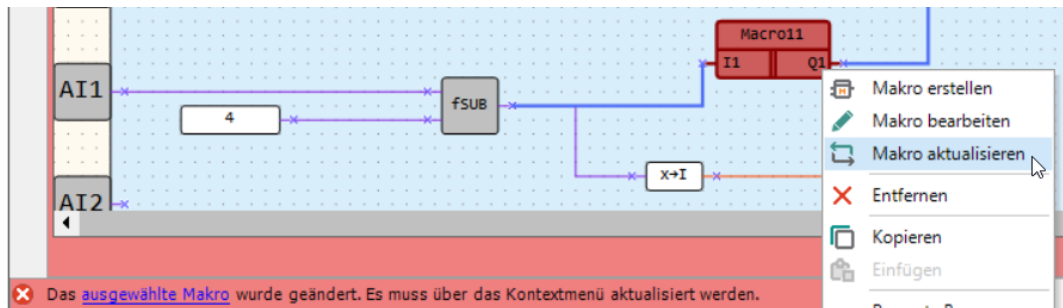 Macro11
I1 Q1
AI1
fSUB
4
x→I
AI2
Makro erstellen
Makro bearbeiten
Makro aktualisieren
Entfernen
Kopieren
Einfügen
Das ausgewählte Makro wurde geändert. Es muss über das Kontextmenü aktualisiert werden.